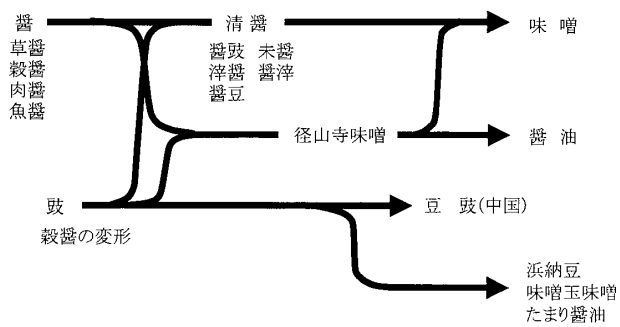 醤
草醤
穀醤
肉醤
魚醤
清醤
醤豉 未醤
滓醤 醤滓
醤豆
味噌
径山寺味噌
醤油
豉
穀醤の変形
豆豉(中国)
浜納豆
味噌玉味噌
たまり醤油